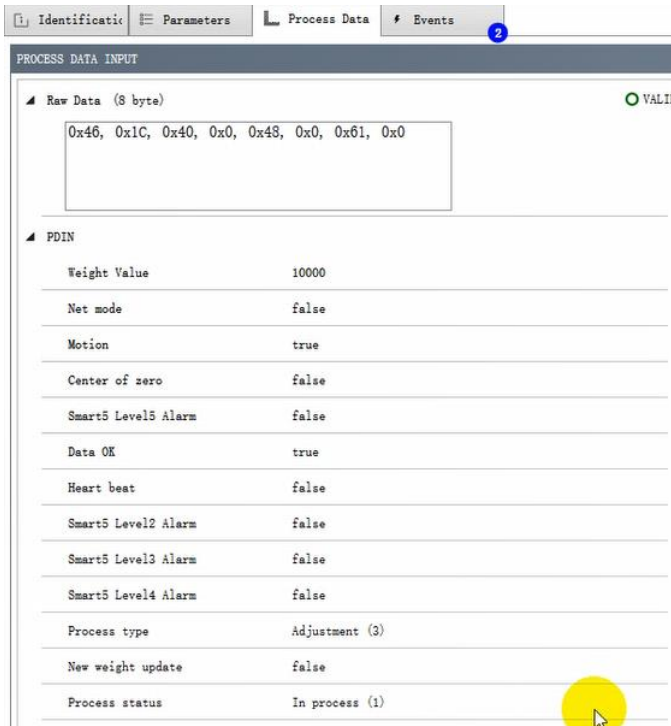 Identificatic Parameters Process Data Events
2
PROCESS DATA INPUT
Raw Data (8 byte) VALI
0x46, 0x1C, 0x40, 0x0, 0x48, 0x0, 0x61, 0x0
PDIN
Weight Value 10000
Net mode false
Motion true
Center of zero false
Smart5 Level5 Alarm false
Data OK true
Heart beat false
Smart5 Level2 Alarm false
Smart5 Level3 Alarm false
Smart5 Level4 Alarm false
Process type Adjustment (3)
New weight update false
Process status In process (1)